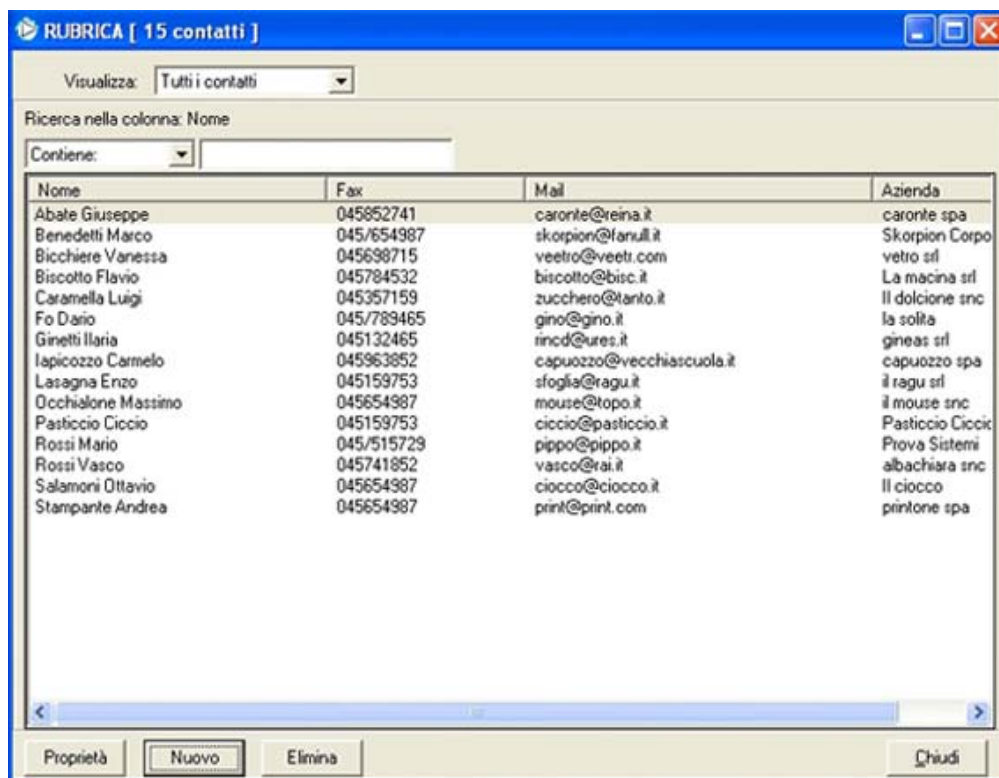 RUBRICA [ 15 contatti ]
Visualizza: Tutti i contatti
Ricerca nella colonna: Nome
Contiene:
Nome Fax Mail Azienda
Abate Giuseppe 045852741 caronte@reina.it caronte spa
Benedetti Marco 045/654987 skorpion@fanull.it Skorpion Corpo
Bicchiere Vanessa 045698715 veetro@veetr.com vetro srl
Biscotto Flavio 045784532 biscotto@bisc.it La macina srl
Caramella Luigi 045357159 zucchero@tanto.it Il dolcione snc
Fo Dario 045/789465 gino@gino.it la solita
Ginetti Ilaria 045132465 rincd@ures.it gineas srl
Iapicozzo Carmelo 045963852 capuozzo@vecchiascuola.it capuozzo spa
Lasagna Enzo 045159753 sfoglia@ragu.it il ragu srl
Occhialone Massimo 045654987 mouse@topo.it il mouse snc
Pasticcio Ciccio 045159753 ciccio@pasticcio.it Pasticcio Ciccic
Rossi Mario 045/515729 pippo@pippo.it Prova Sistemi
Rossi Vasco 045741852 vasco@rai.it albachiara snc
Salamoni Ottavio 045654987 ciocco@ciocco.it Il ciocco
Stampante Andrea 045654987 print@print.com printone spa
Proprietà Nuovo Elimina Chiudi